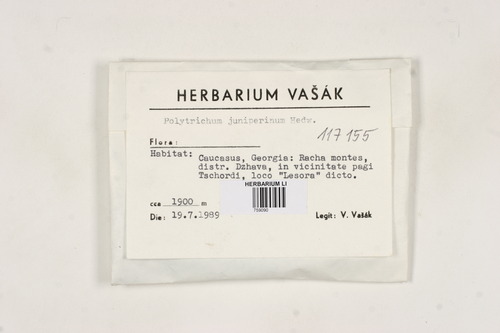 HERBARIUM VAŠÁK
Polytrichum juniperinum Hedw.
117 155
Flora:
Habitat: Caucasus, Georgia: Racha montes,
distr. Dzhava, in vicinitate pagi
Tschordi, loco "Lesora" dicto.
HERBARIUM LI
cca 1900 m
Die: 19.7.1989
Legit: V. Vašák